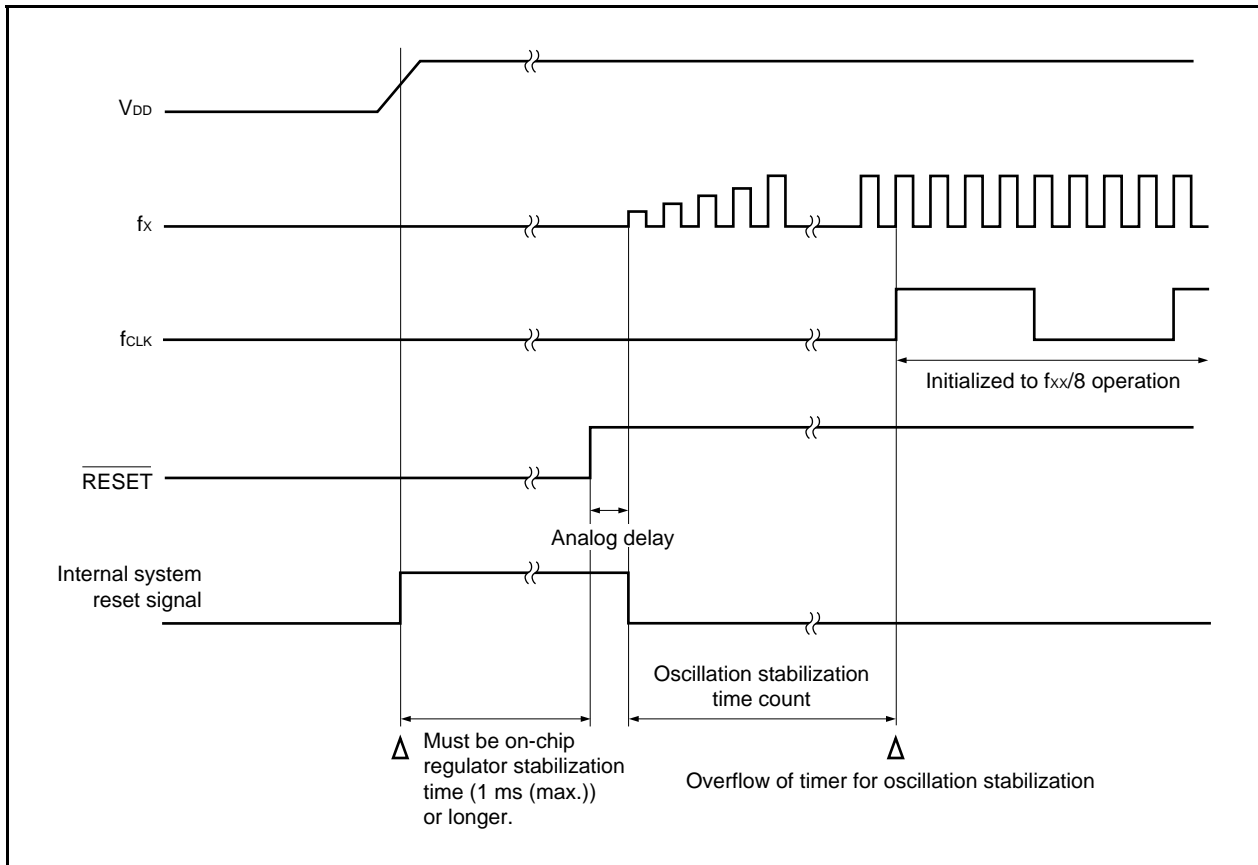 VDD
fX
fCLK
Initialized to fXX/8 operation
RESET
Analog delay
Internal system
reset signal
Oscillation stabilization
time count
Must be on-chip
regulator stabilization
time (1 ms (max.))
or longer.
Overflow of timer for oscillation stabilization